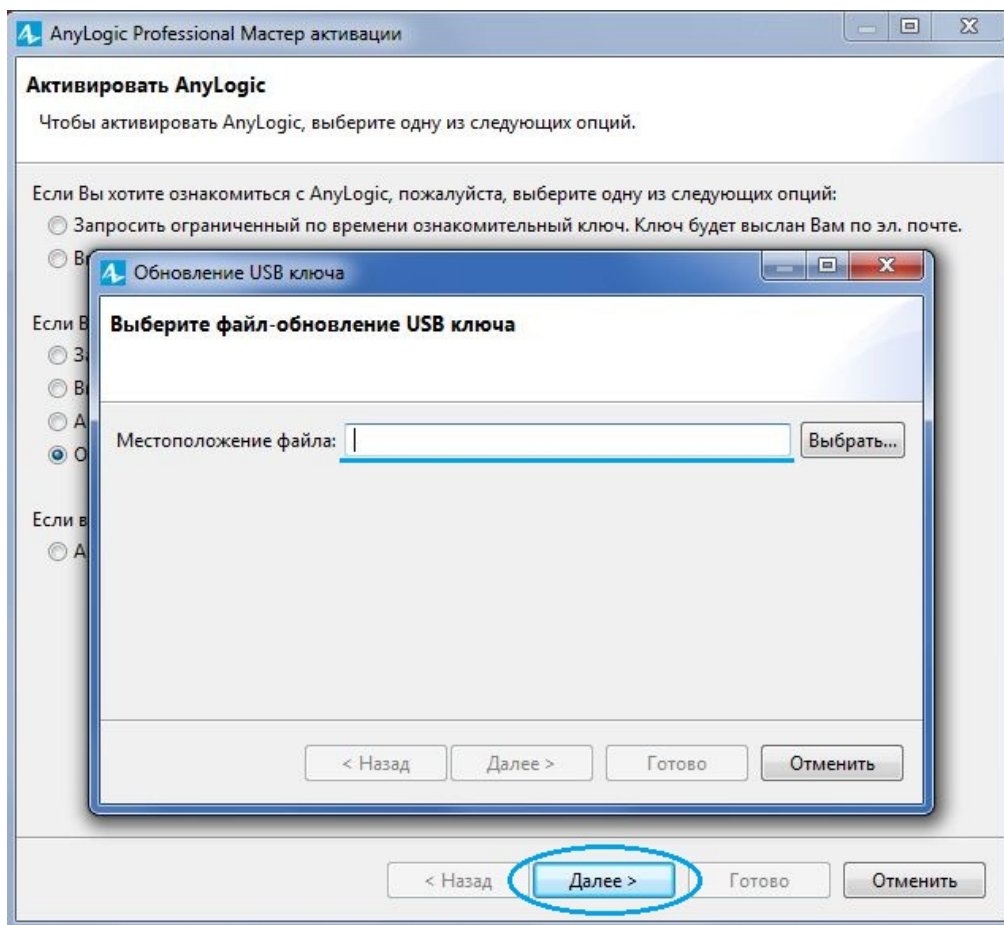 AnyLogic Professional Мастер активации
Активировать AnyLogic
Чтобы активировать AnyLogic, выберите одну из следующих опций.
Если Вы хотите ознакомиться с AnyLogic, пожалуйста, выберите одну из следующих опций:
Запросить ограниченный по времени ознакомительный ключ. Ключ будет выслан Вам по эл. почте.
Обновление USB ключа
Если
Выберите файл-обновление USB ключа
Местоположение файла:
Выбрать...
Если
< Назад
Далее >
Готово
Отменить
< Назад
Далее >
Готово
Отменить